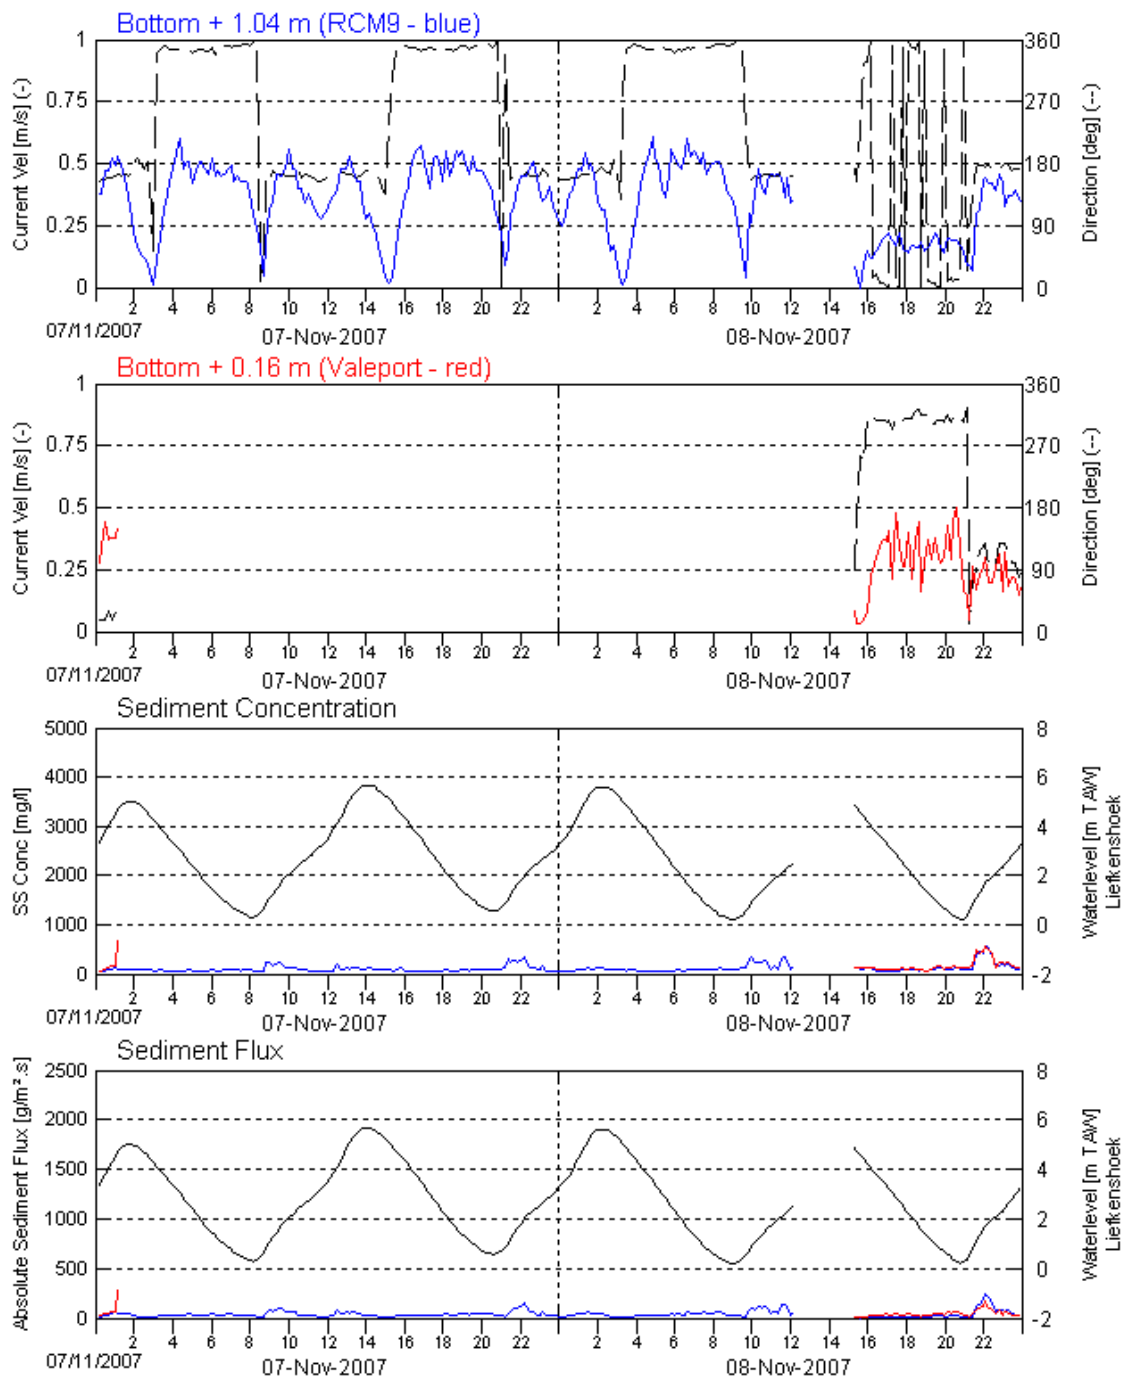 Bottom + 1.04 m (RCM9 - blue)
Current Vel [m/s] (-)
1
0.75
0.5
0.25
0
360
270
180
90
0
Direction [deg] (--)
2 4 6 8 10 12 14 16 18 20 22 2 4 6 8 10 12 14 16 18 20 22
07/11/2007 07-Nov-2007 08-Nov-2007
Bottom + 0.16 m (Valeport - red)
Current Vel [m/s] (-)
1
0.75
0.5
0.25
0
360
270
180
90
0
Direction [deg] (--)
2 4 6 8 10 12 14 16 18 20 22 2 4 6 8 10 12 14 16 18 20 22
07/11/2007 07-Nov-2007 08-Nov-2007
Sediment Concentration
SS Conc [mg/l]
5000
4000
3000
2000
1000
0
8
6
4
2
0
-2
Waterlevel [m TAW]
Liefkenshoek
2 4 6 8 10 12 14 16 18 20 22 2 4 6 8 10 12 14 16 18 20 22
07/11/2007 07-Nov-2007 08-Nov-2007
Sediment Flux
Absolute Sediment Flux [g/m².s]
2500
2000
1500
1000
500
0
8
6
4
2
0
-2
Waterlevel [m TAW]
Liefkenshoek
2 4 6 8 10 12 14 16 18 20 22 2 4 6 8 10 12 14 16 18 20 22
07/11/2007 07-Nov-2007 08-Nov-2007